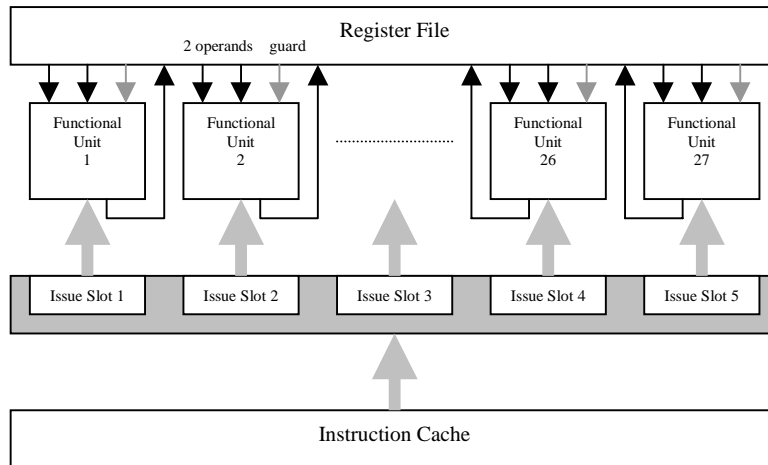 Register File
2 operands guard
Functional
Unit
1
Functional
Unit
2
Functional
Unit
26
Functional
Unit
27
Issue Slot 1
Issue Slot 2
Issue Slot 3
Issue Slot 4
Issue Slot 5
Instruction Cache